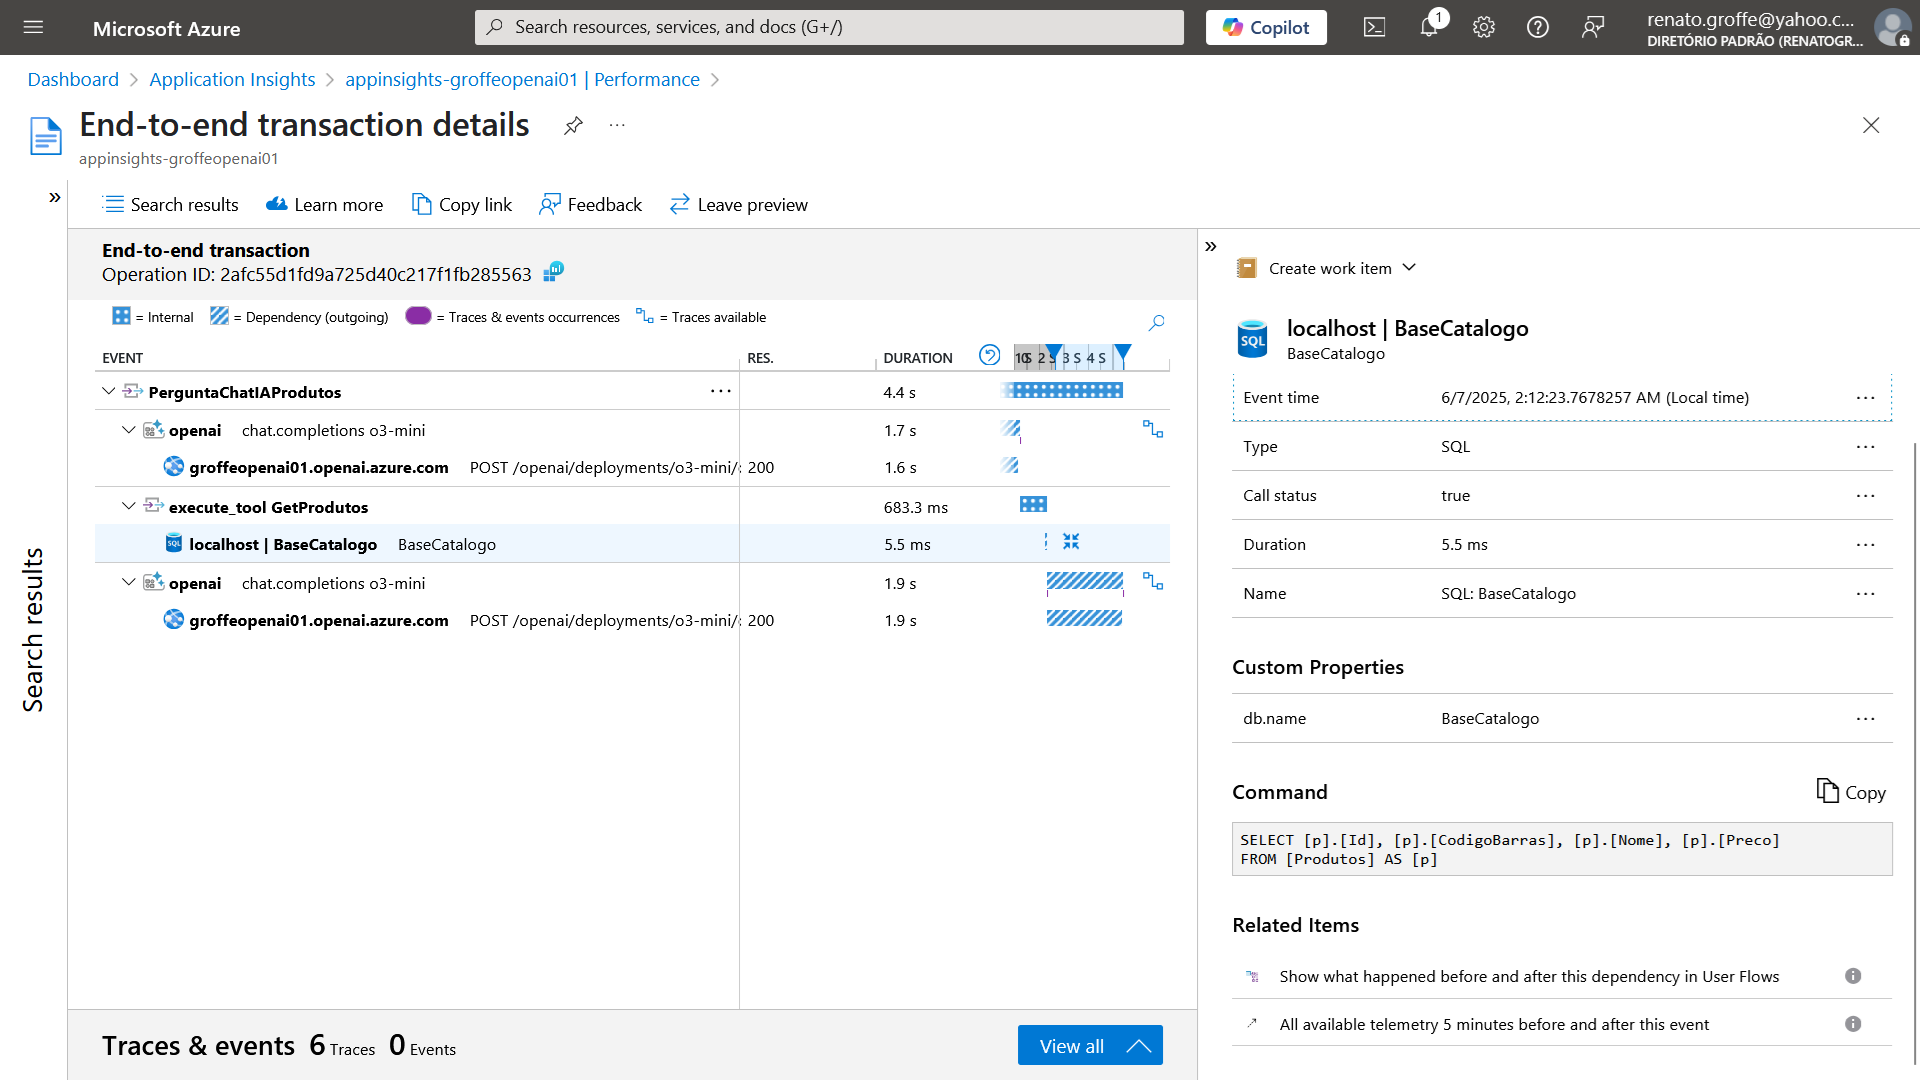 Microsoft Azure
Search resources, services, and docs (G+/)
Copilot
1
renato.groffe@yahoo.c...
DIRETÓRIO PADRÃO (RENATOGR...
Dashboard
Application Insights
appinsights-groffeopenai01 | Performance
End-to-end transaction details
appinsights-groffeopenai01
Search results
Learn more
Copy link
Feedback
Leave preview
Search results
End-to-end transaction
Operation ID: 2afc55d1fd9a725d40c217f1fb285563
= Internal
= Dependency (outgoing)
= Traces & events occurrences
= Traces available
EVENT RES. DURATION 2 S 3 S 4 S
PerguntaChatIAProdutos 4.4 s
openai chat.completions o3-mini 1.7 s
groffeopenai01.openai.azure.com POST /openai/deployments/o3-mini/ 200 1.6 s
execute_tool GetProdutos 683.3 ms
SQL localhost | BaseCatalogo BaseCatalogo 5.5 ms
openai chat.completions o3-mini 1.9 s
groffeopenai01.openai.azure.com POST /openai/deployments/o3-mini/ 200 1.9 s
Traces & events 6 Traces 0 Events
View all
Create work item
SQL
localhost | BaseCatalogo
BaseCatalogo
Event time 6/7/2025, 2:12:23.7678257 AM (Local time)
Type SQL
Call status true
Duration 5.5 ms
Name SQL: BaseCatalogo
Custom Properties
db.name BaseCatalogo
Command
Copy
SELECT [p].[Id], [p].[CodigoBarras], [p].[Nome], [p].[Preco]
FROM [Produtos] AS [p]
Related Items
Show what happened before and after this dependency in User Flows
All available telemetry 5 minutes before and after this event